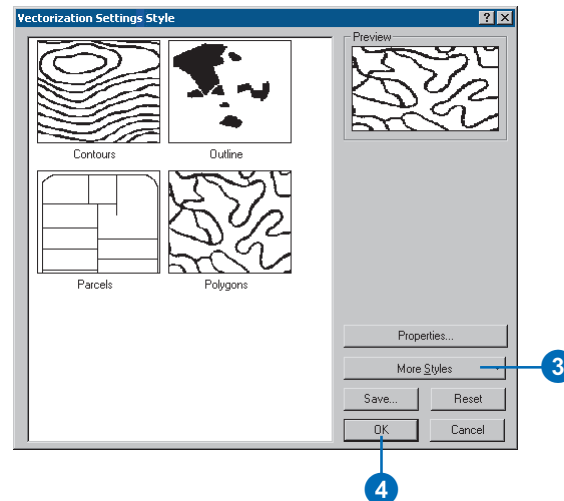 Vectorization Settings Style
Preview
Contours
Outline
Parcels
Polygons
Properties...
More Styles
3
Save...
Reset
OK
Cancel
4